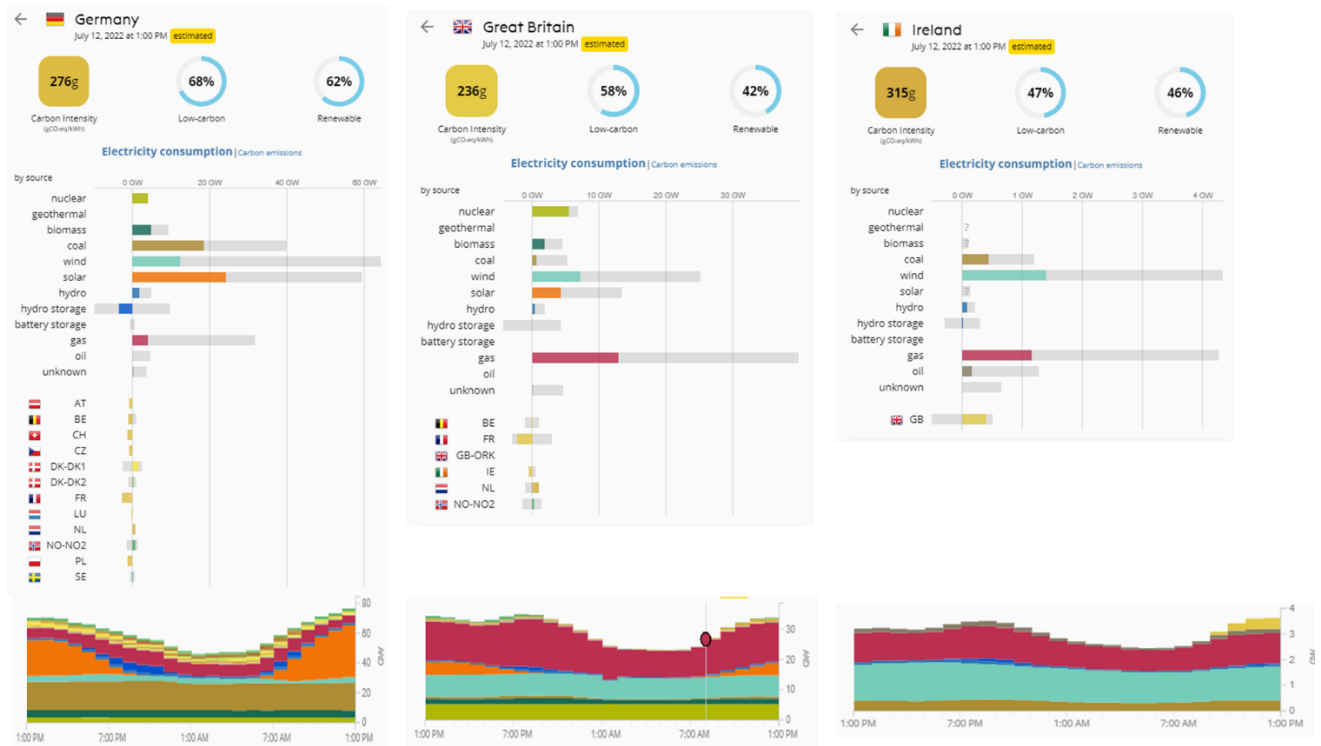 Germany
July 12, 2022 at 1:00 PM estimated
276g
68%
62%
Carbon Intensity
(gCO₂eq/kWh)
Low-carbon
Renewable
Electricity consumption | Carbon emissions
by source
0 GW 20 GW 40 GW 60 GW
nuclear
geothermal
biomass
coal
wind
solar
hydro
hydro storage
battery storage
gas
oil
unknown
AT
BE
CH
CZ
DK-DK1
DK-DK2
FR
LU
NL
NO-NO2
PL
SE
80
60
40
20
0
GW
1:00 PM 7:00 PM 1:00 AM 7:00 AM 1:00 PM
Great Britain
July 12, 2022 at 1:00 PM estimated
236g
58%
42%
Carbon Intensity
(gCO₂eq/kWh)
Low-carbon
Renewable
Electricity consumption | Carbon emissions
by source
0 GW 10 GW 20 GW 30 GW
nuclear
geothermal
biomass
coal
wind
solar
hydro
hydro storage
battery storage
gas
oil
unknown
BE
FR
GB-ORK
IE
NL
NO-NO2
30
20
10
0
GW
1:00 PM 7:00 PM 1:00 AM 7:00 AM 1:00 PM
Ireland
July 12, 2022 at 1:00 PM estimated
315g
47%
46%
Carbon Intensity
(gCO₂eq/kWh)
Low-carbon
Renewable
Electricity consumption | Carbon emissions
by source
0 GW 1 GW 2 GW 3 GW 4 GW
nuclear
geothermal ?
biomass ?
coal
wind
solar ?
hydro
hydro storage
battery storage
gas
oil
unknown
GB
4
3
2
1
0
GW
1:00 PM 7:00 PM 1:00 AM 7:00 AM 1:00 PM